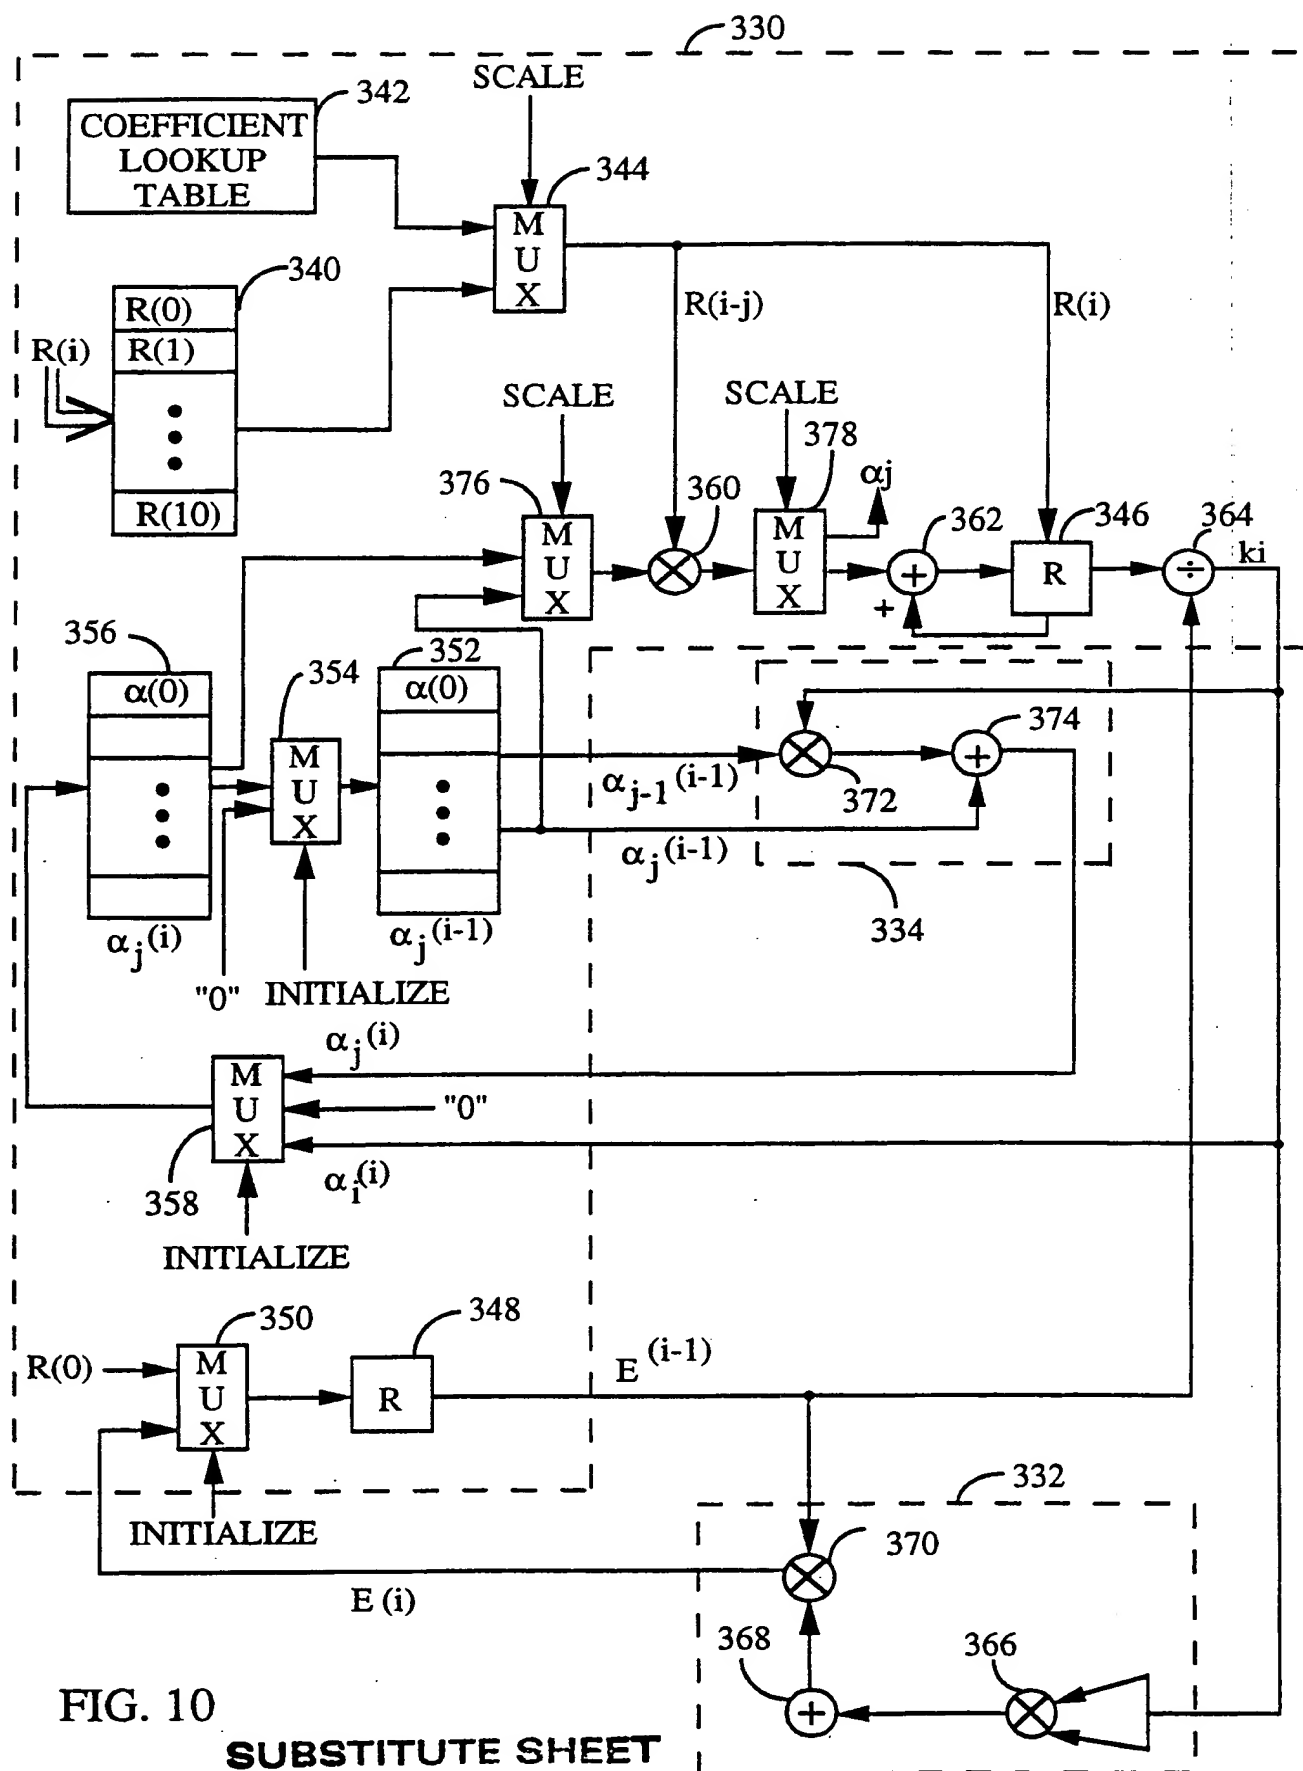 330
SCALE
342
COEFFICIENT
LOOKUP
TABLE
344
M
U
X
340
R(0)
R(1)
R(10)
R(i)
R(i-j)
R(i)
SCALE
SCALE
378
αj
376
M
U
X
360
M
U
X
362
+
+
346
R
364
÷
ki
356
α(0)
354
M
U
X
352
α(0)
374
+
αj-1(i-1)
372
αj(i-1)
334
αj(i)
αj(i-1)
"0"
INITIALIZE
αj(i)
M
U
X
"0"
αi(i)
358
INITIALIZE
350
348
R(0)
M
U
X
R
E(i-1)
INITIALIZE
332
370
E (i)
368
+
366
FIG. 10
SUBSTITUTE SHEET